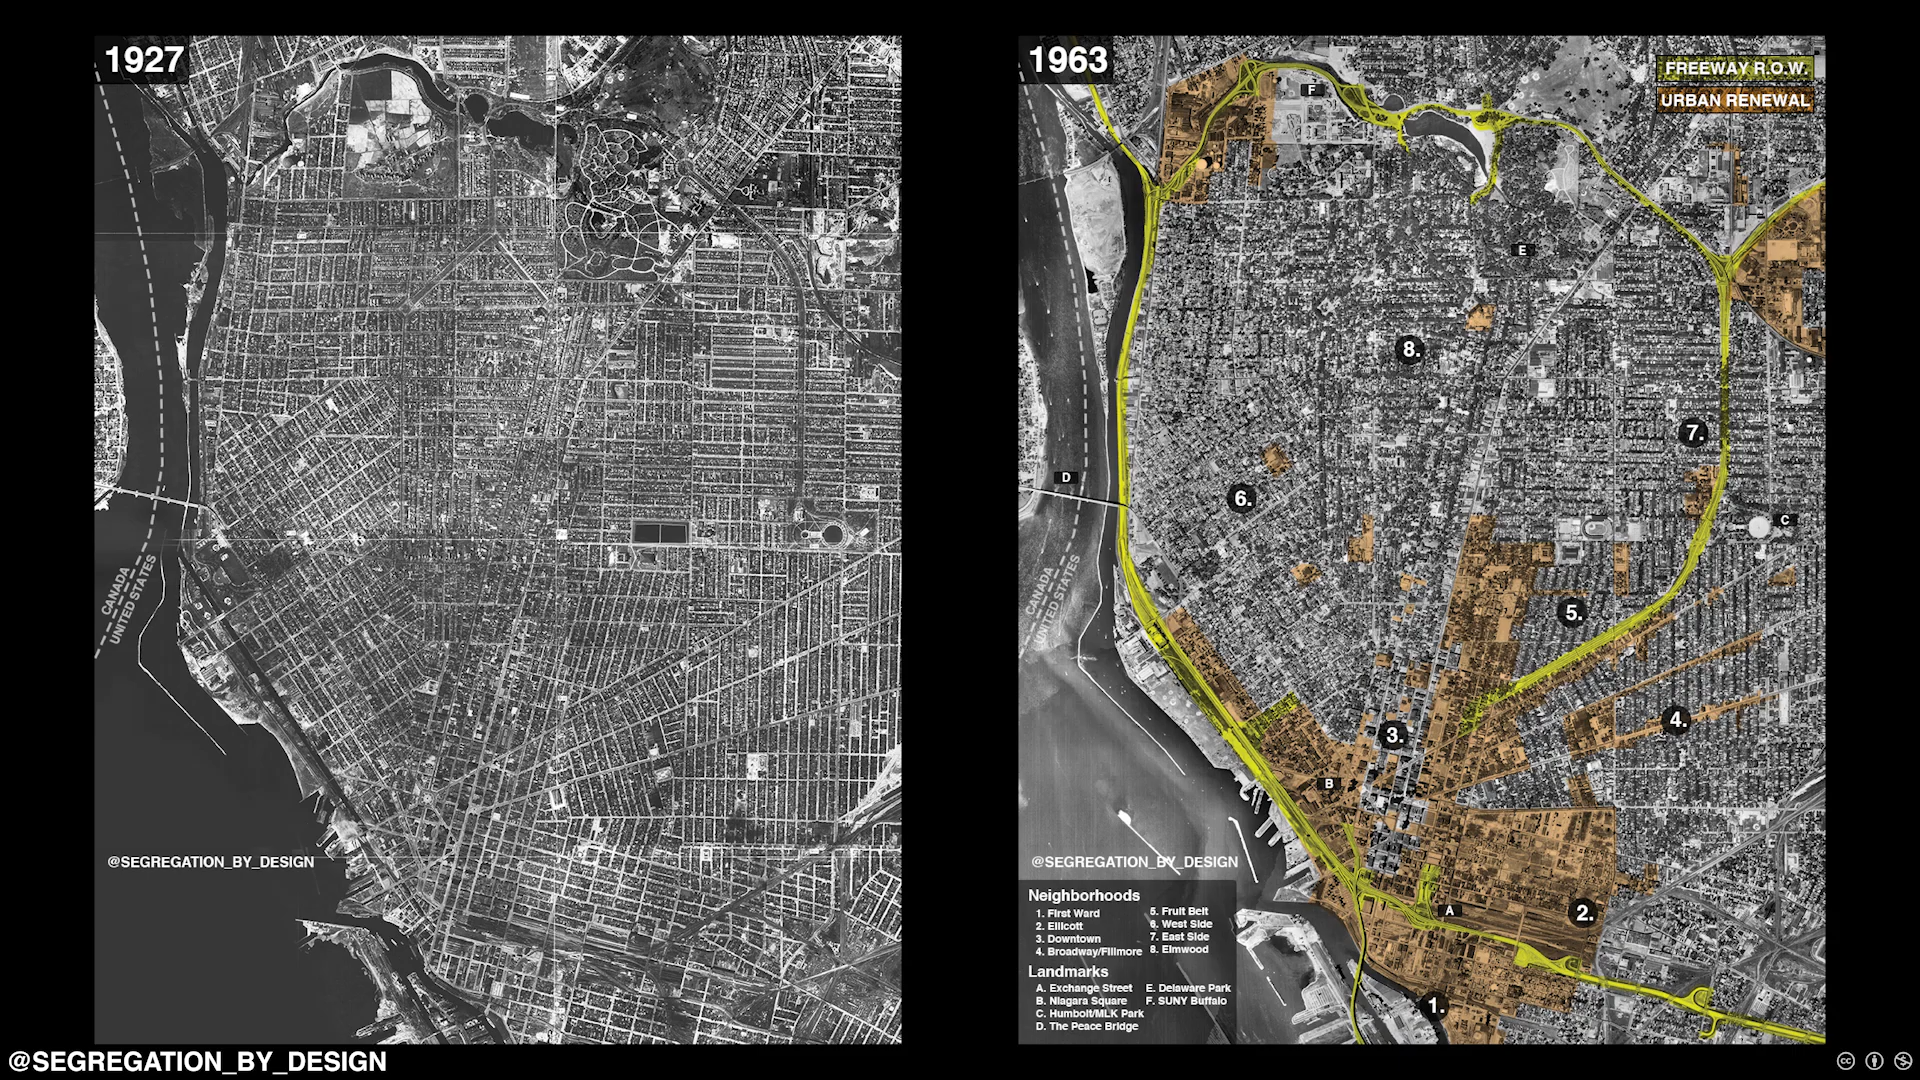 1927
CANADA
UNITED STATES
@SEGREGATION_BY_DESIGN
1963
FREEWAY R.O.W.
URBAN RENEWAL
F
E
8.
7.
D
6.
C
CANADA
UNITED STATES
5.
4.
3.
B
@SEGREGATION_BY_DESIGN
A
2.
1.
Neighborhoods
1. First Ward
2. Ellicott
3. Downtown
4. Broadway/Fillmore
5. Fruit Belt
6. West Side
7. East Side
8. Elmwood
Landmarks
A. Exchange Street
B. Niagara Square
C. Humbolt/MLK Park
D. The Peace Bridge
E. Delaware Park
F. SUNY Buffalo
@SEGREGATION_BY_DESIGN
cc